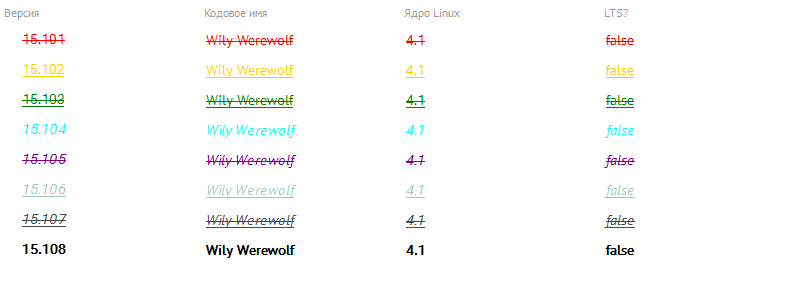 Версия Кодовое имя Ядро Linux LTS?
15.101 Wily Werewolf 4.1 false
15.102 Wily Werewolf 4.1 false
15.103 Wily Werewolf 4.1 false
15.104 Wily Werewolf 4.1 false
15.105 Wily Werewolf 4.1 false
15.106 Wily Werewolf 4.1 false
15.107 Wily Werewolf 4.1 false
15.108 Wily Werewolf 4.1 false